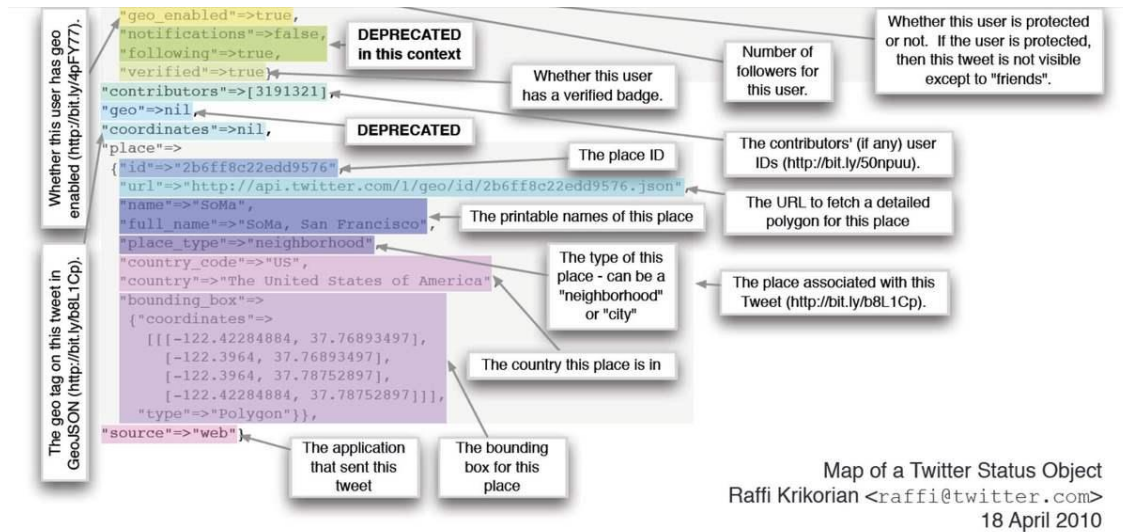 "geo_enabled"=>true,
"notifications"=>false,
"following"=>true,
"verified"=>true}
"contributors"=>[3191321],
"geo"=>nil,
"coordinates"=>nil,
"place"=>
{"id"=>"2b6ff8c22edd9576",
"url"=>"http://api.twitter.com/1/geo/id/2b6ff8c22edd9576.json",
"name"=>"SoMa",
"full_name"=>"SoMa, San Francisco",
"place_type"=>"neighborhood",
"country_code"=>"US",
"country"=>"The United States of America"
"bounding_box"=>
{"coordinates"=>
[[[-122.42284884, 37.76893497],
[-122.3964, 37.76893497],
[-122.3964, 37.78752897],
[-122.42284884, 37.78752897]]],
"type"=>"Polygon"}},
"source"=>"web"}
Whether this user has geo
enabled (http://bit.ly/4pFY77).
The geo tag on this tweet in
GeoJSON (http://bit.ly/b8L1Cp).
DEPRECATED
in this context
Number of
followers for
this user.
Whether this user is protected
or not. If the user is protected,
then this tweet is not visible
except to "friends".
Whether this user
has a verified badge.
DEPRECATED
The contributors' (if any) user
IDs (http://bit.ly/50npuu).
The place ID
The URL to fetch a detailed
polygon for this place
The printable names of this place
The type of
this place - can be a
"neighborhood"
or "city"
The place associated with this
Tweet (http://bit.ly/b8L1Cp).
The country this place is in
The application
that sent this
tweet
The bounding
box for this
place
Map of a Twitter Status Object
Raffi Krikorian <raffi@twitter.com>
18 April 2010